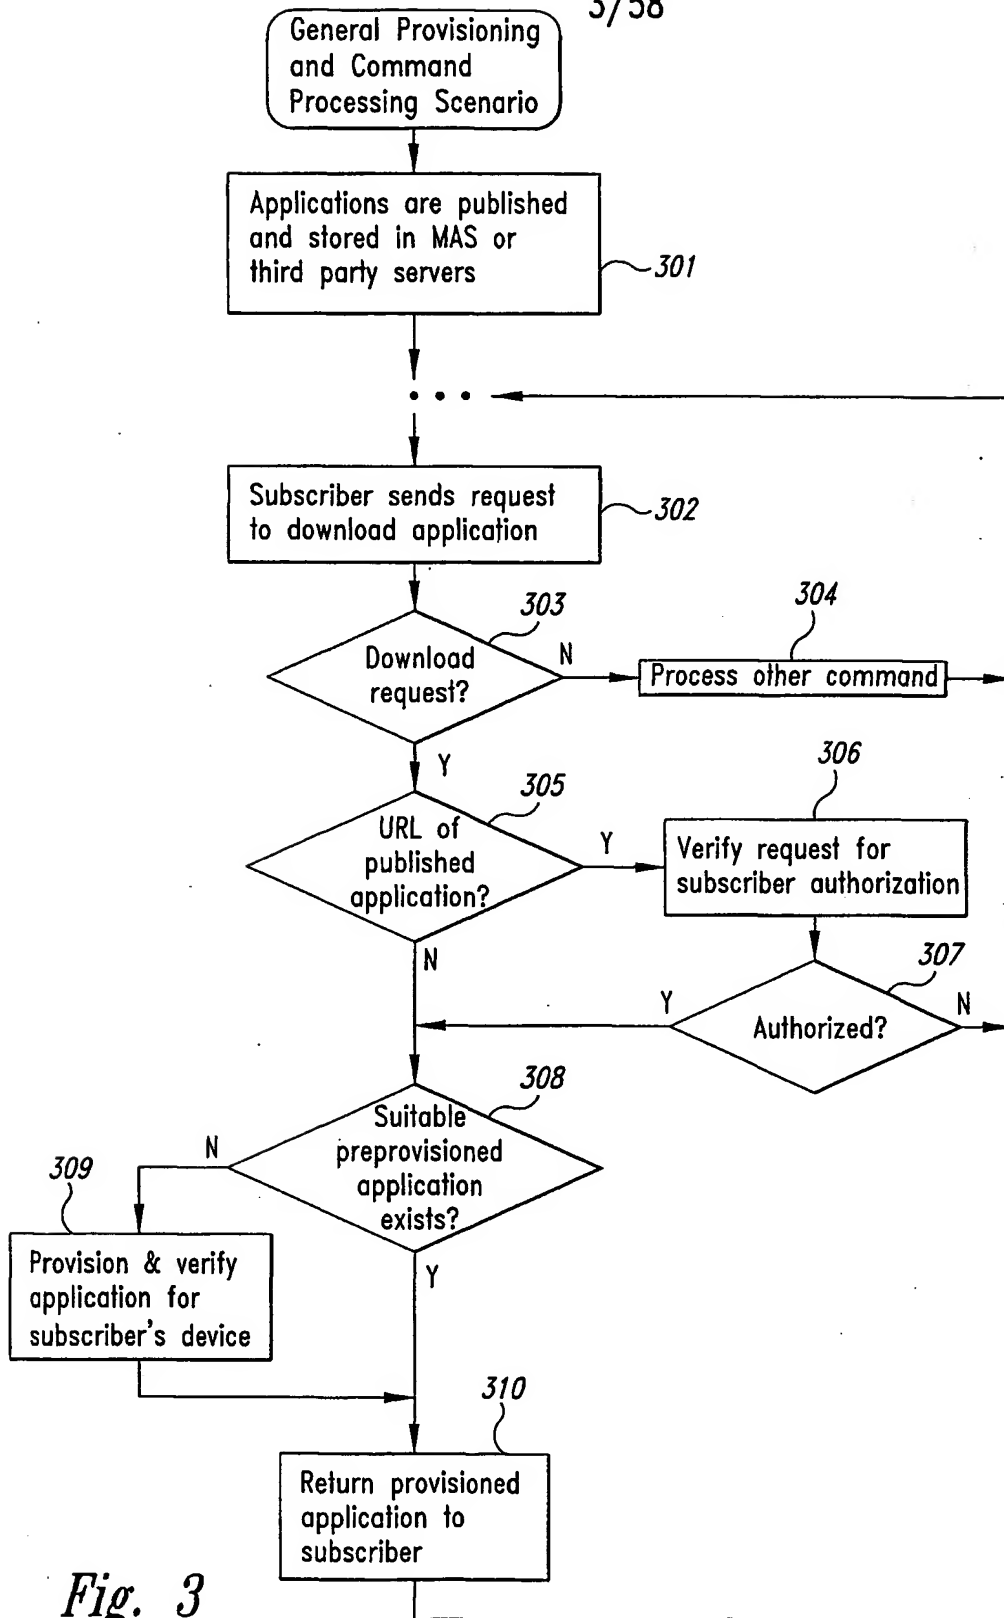 3/58
General Provisioning
and Command
Processing Scenario
Applications are published
and stored in MAS or
third party servers
301
• • •
Subscriber sends request
to download application
302
303
Download
request?
N
304
Process other command
Y
305
URL of
published
application?
Y
306
Verify request for
subscriber authorization
N
307
Authorized?
Y
N
308
Suitable
preprovisioned
application
exists?
N
309
Provision & verify
application for
subscriber's device
Y
310
Return provisioned
application to
subscriber
Fig. 3